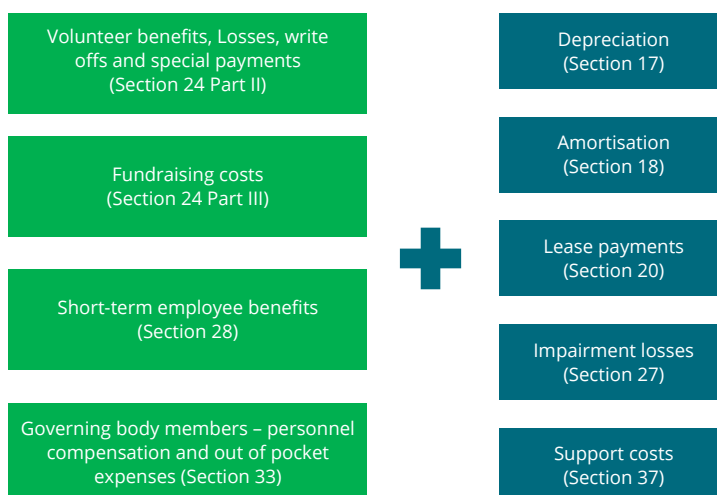 Volunteer benefits, Losses, write
offs and special payments
(Section 24 Part II)
Fundraising costs
(Section 24 Part III)
Short-term employee benefits
(Section 28)
Governing body members – personnel
compensation and out of pocket
expenses (Section 33)
Depreciation
(Section 17)
Amortisation
(Section 18)
Lease payments
(Section 20)
Impairment losses
(Section 27)
Support costs
(Section 37)